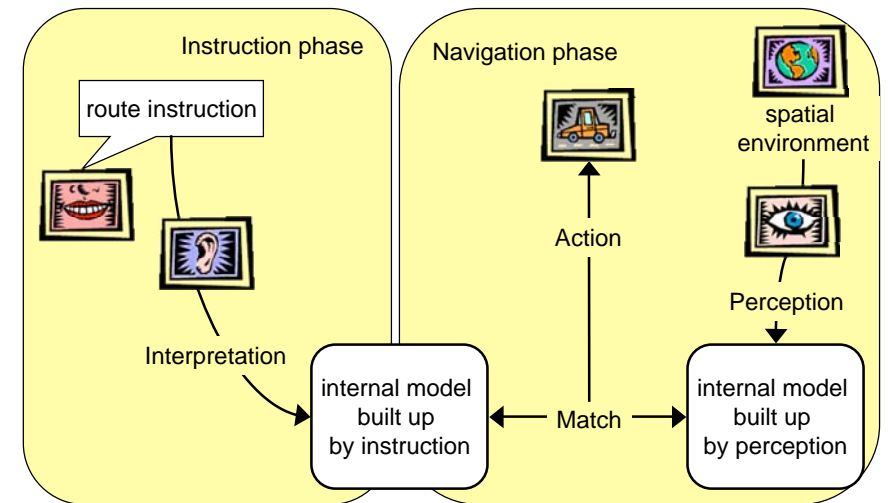 Instruction phase
route instruction
Interpretation
internal model
built up
by instruction
Navigation phase
spatial
environment
Action
Perception
Match
internal model
built up
by perception